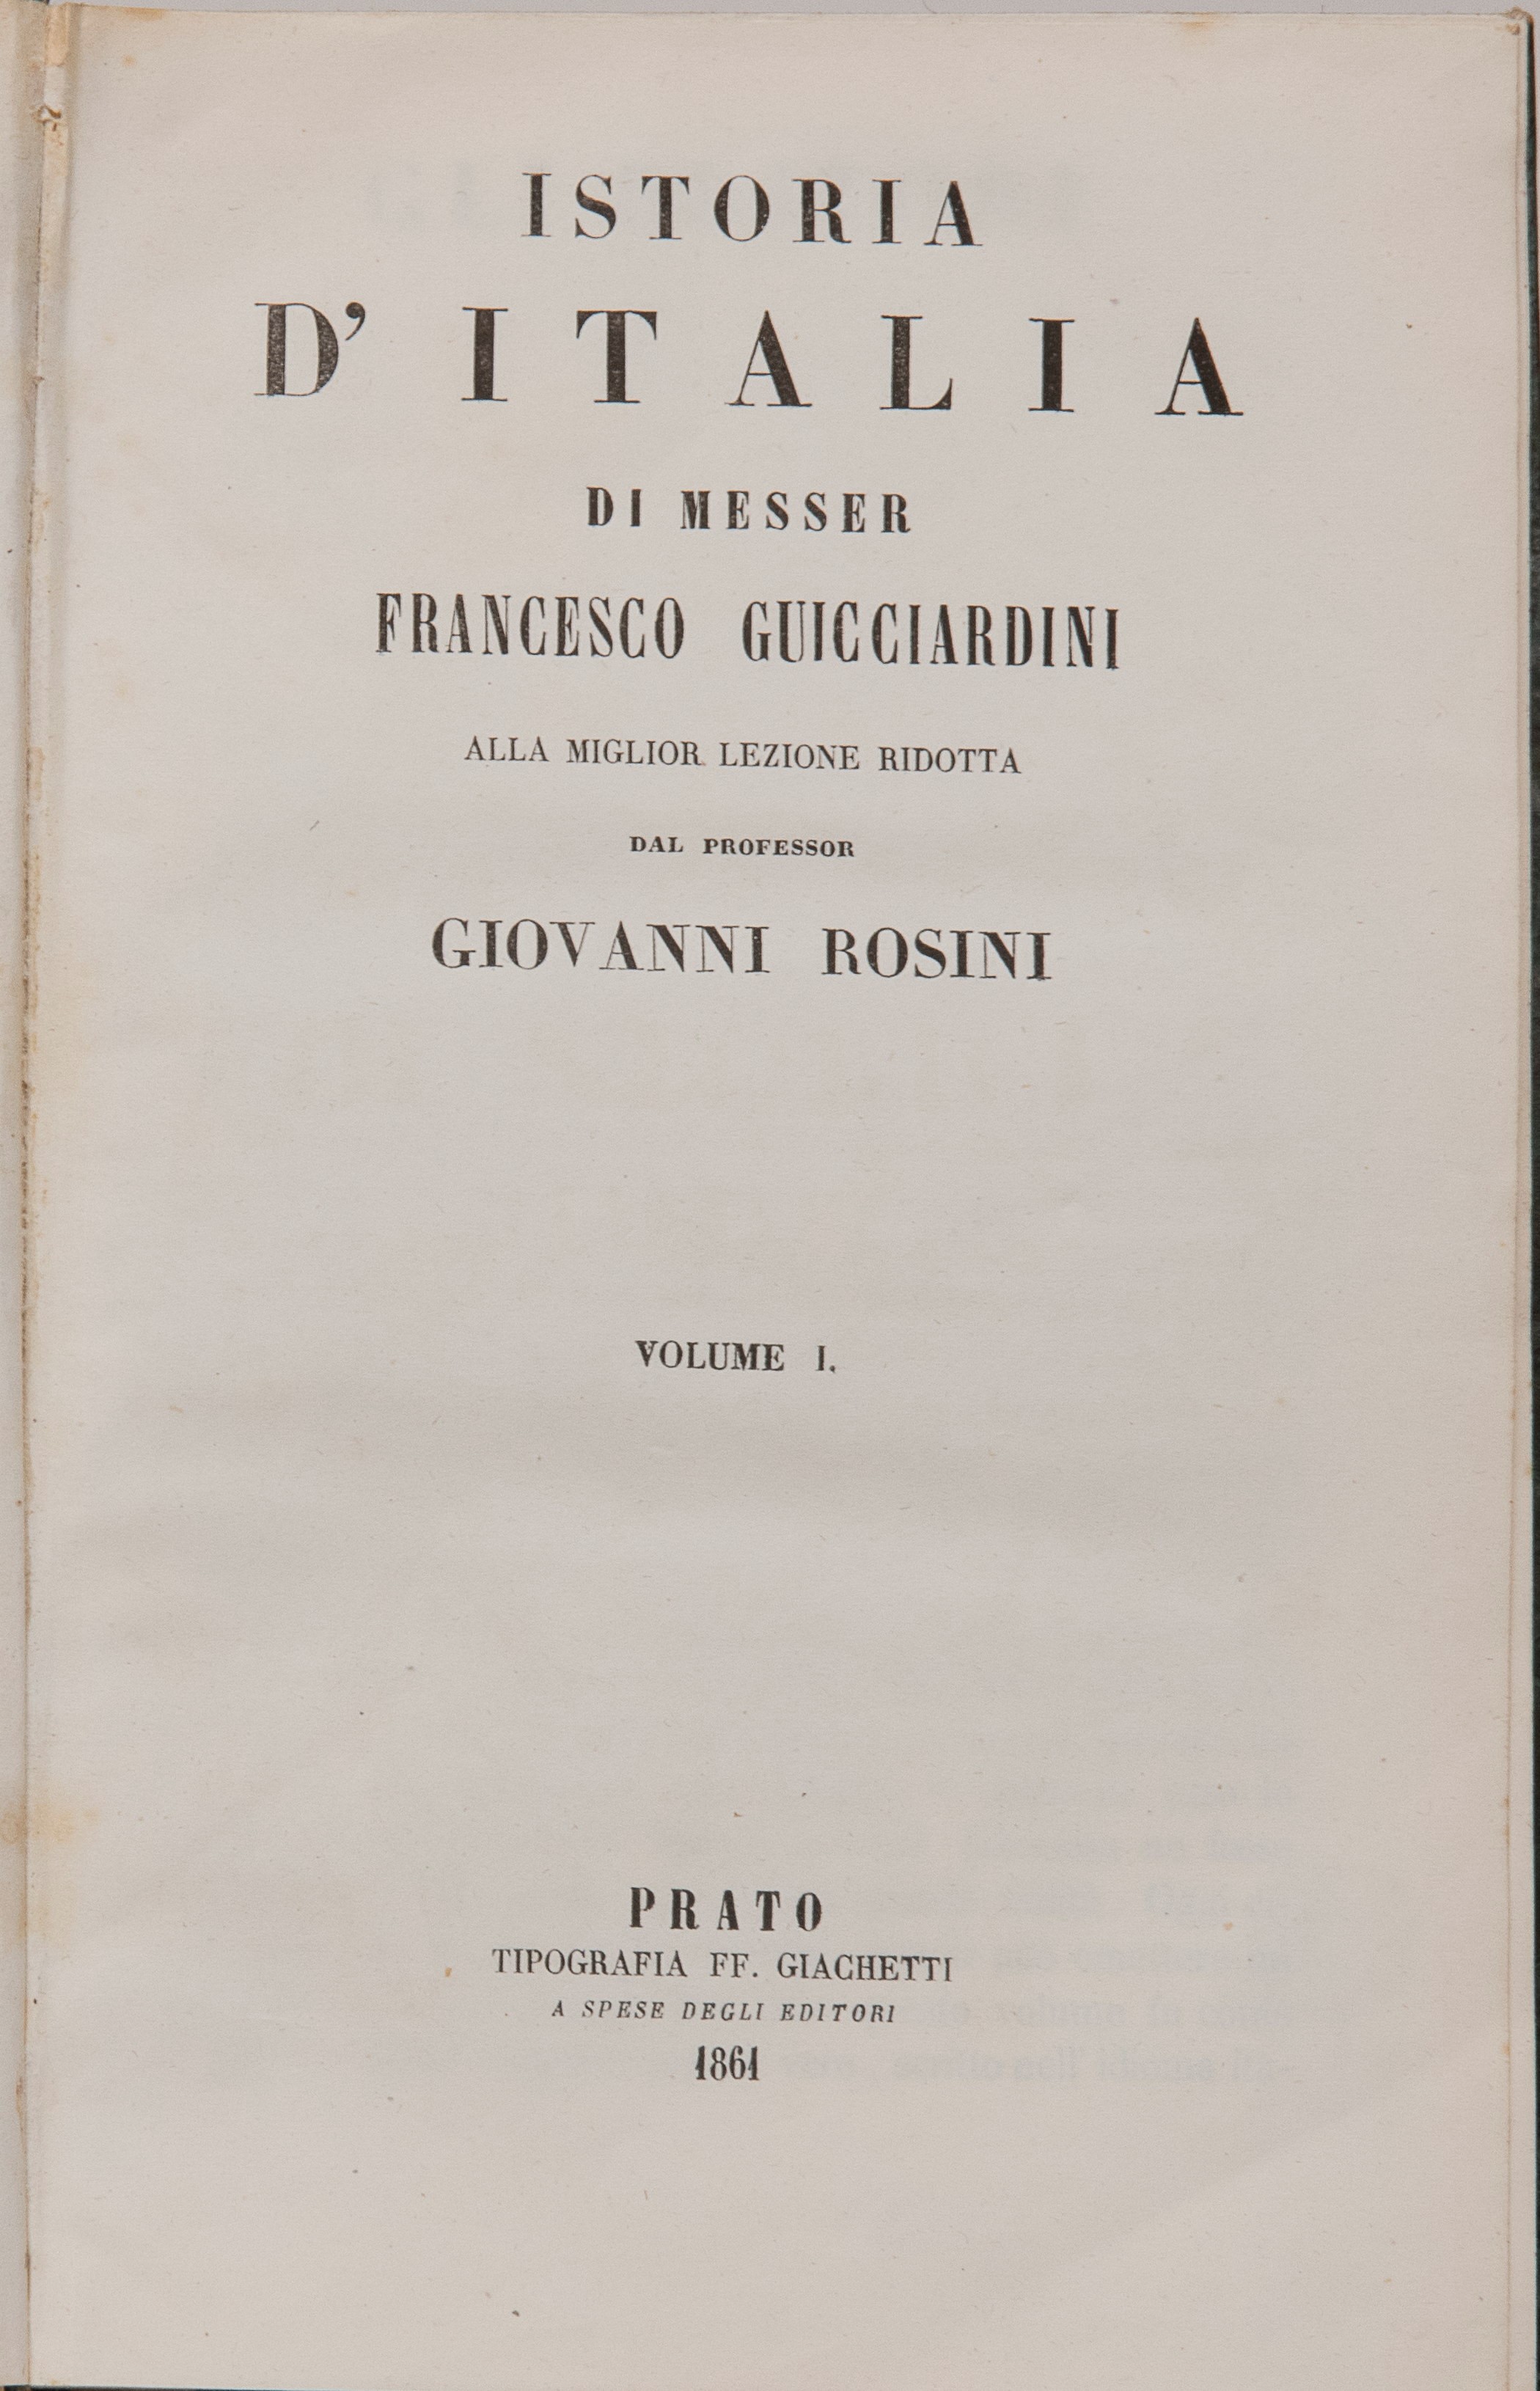 ISTORIA
D' ITALIA
DI MESSER
FRANCESCO GUICCIARDINI
ALLA MIGLIOR LEZIONE RIDOTTA
DAL PROFESSOR
GIOVANNI ROSINI
VOLUME I.
PRATO
TIPOGRAFIA FF. GIACHETTI
A SPESE DEGLI EDITORI
1861